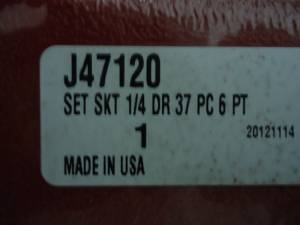 J47120
SET SKT 1/4 DR 37 PC 6 PT
1
20121114
MADE IN USA